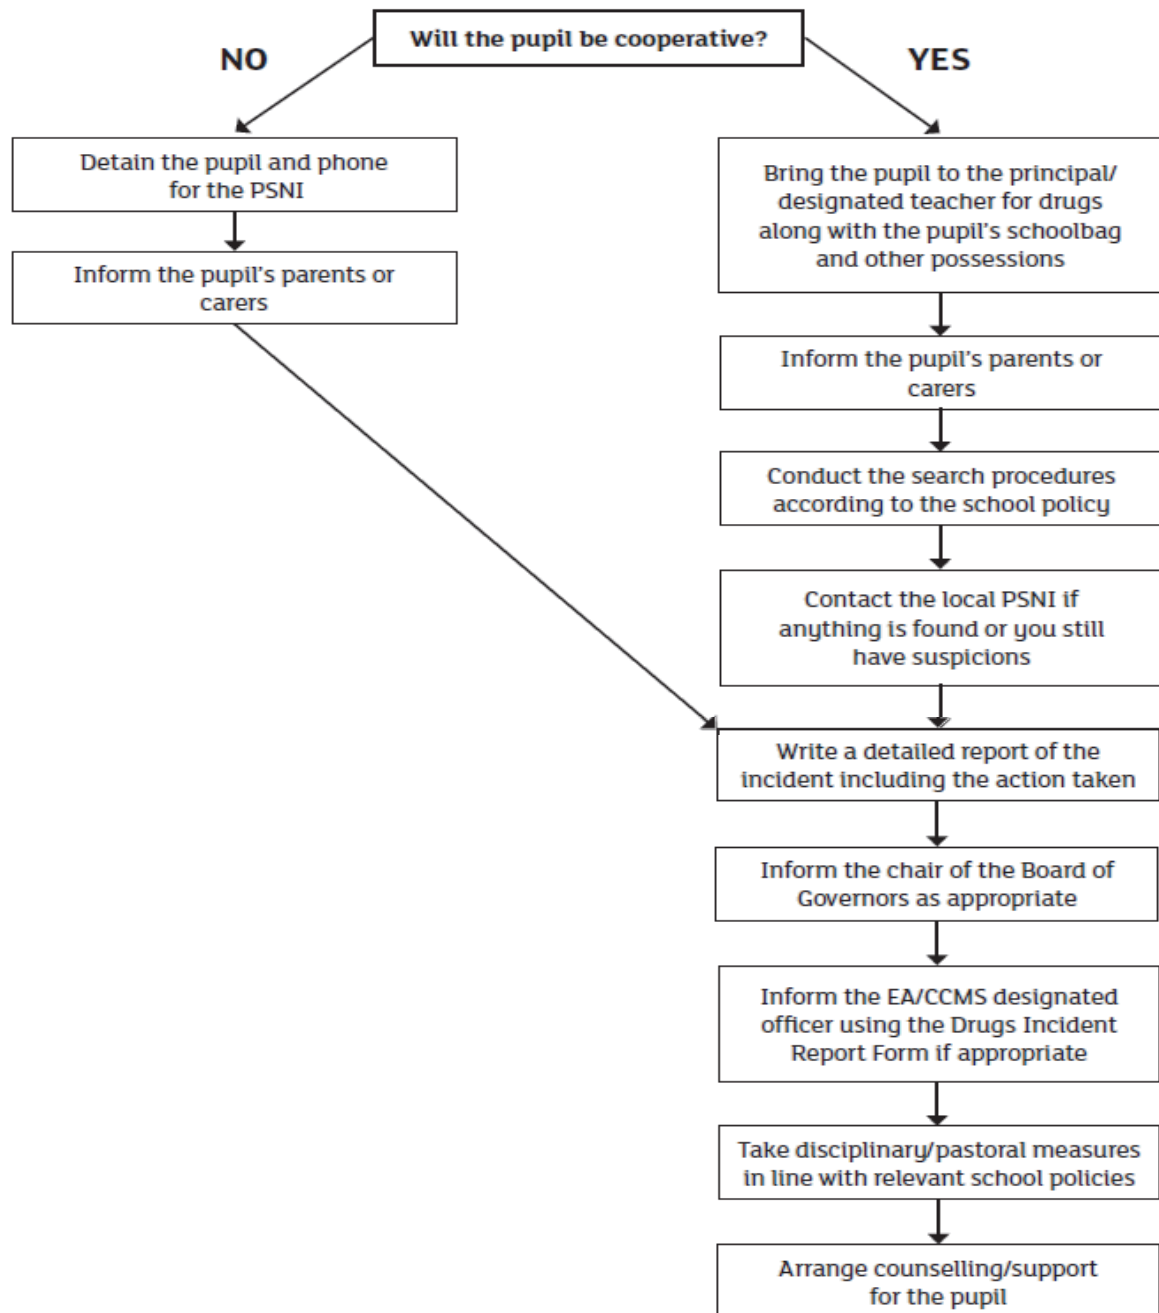 Will the pupil be cooperative?
NO
YES
Detain the pupil and phone
for the PSNI
Inform the pupil's parents or
carers
Bring the pupil to the principal/
designated teacher for drugs
along with the pupil's schoolbag
and other possessions
Inform the pupil's parents or
carers
Conduct the search procedures
according to the school policy
Contact the local PSNI if
anything is found or you still
have suspicions
Write a detailed report of the
incident including the action taken
Inform the chair of the Board of
Governors as appropriate
Inform the EA/CCMS designated
officer using the Drugs Incident
Report Form if appropriate
Take disciplinary/pastoral measures
in line with relevant school policies
Arrange counselling/support
for the pupil